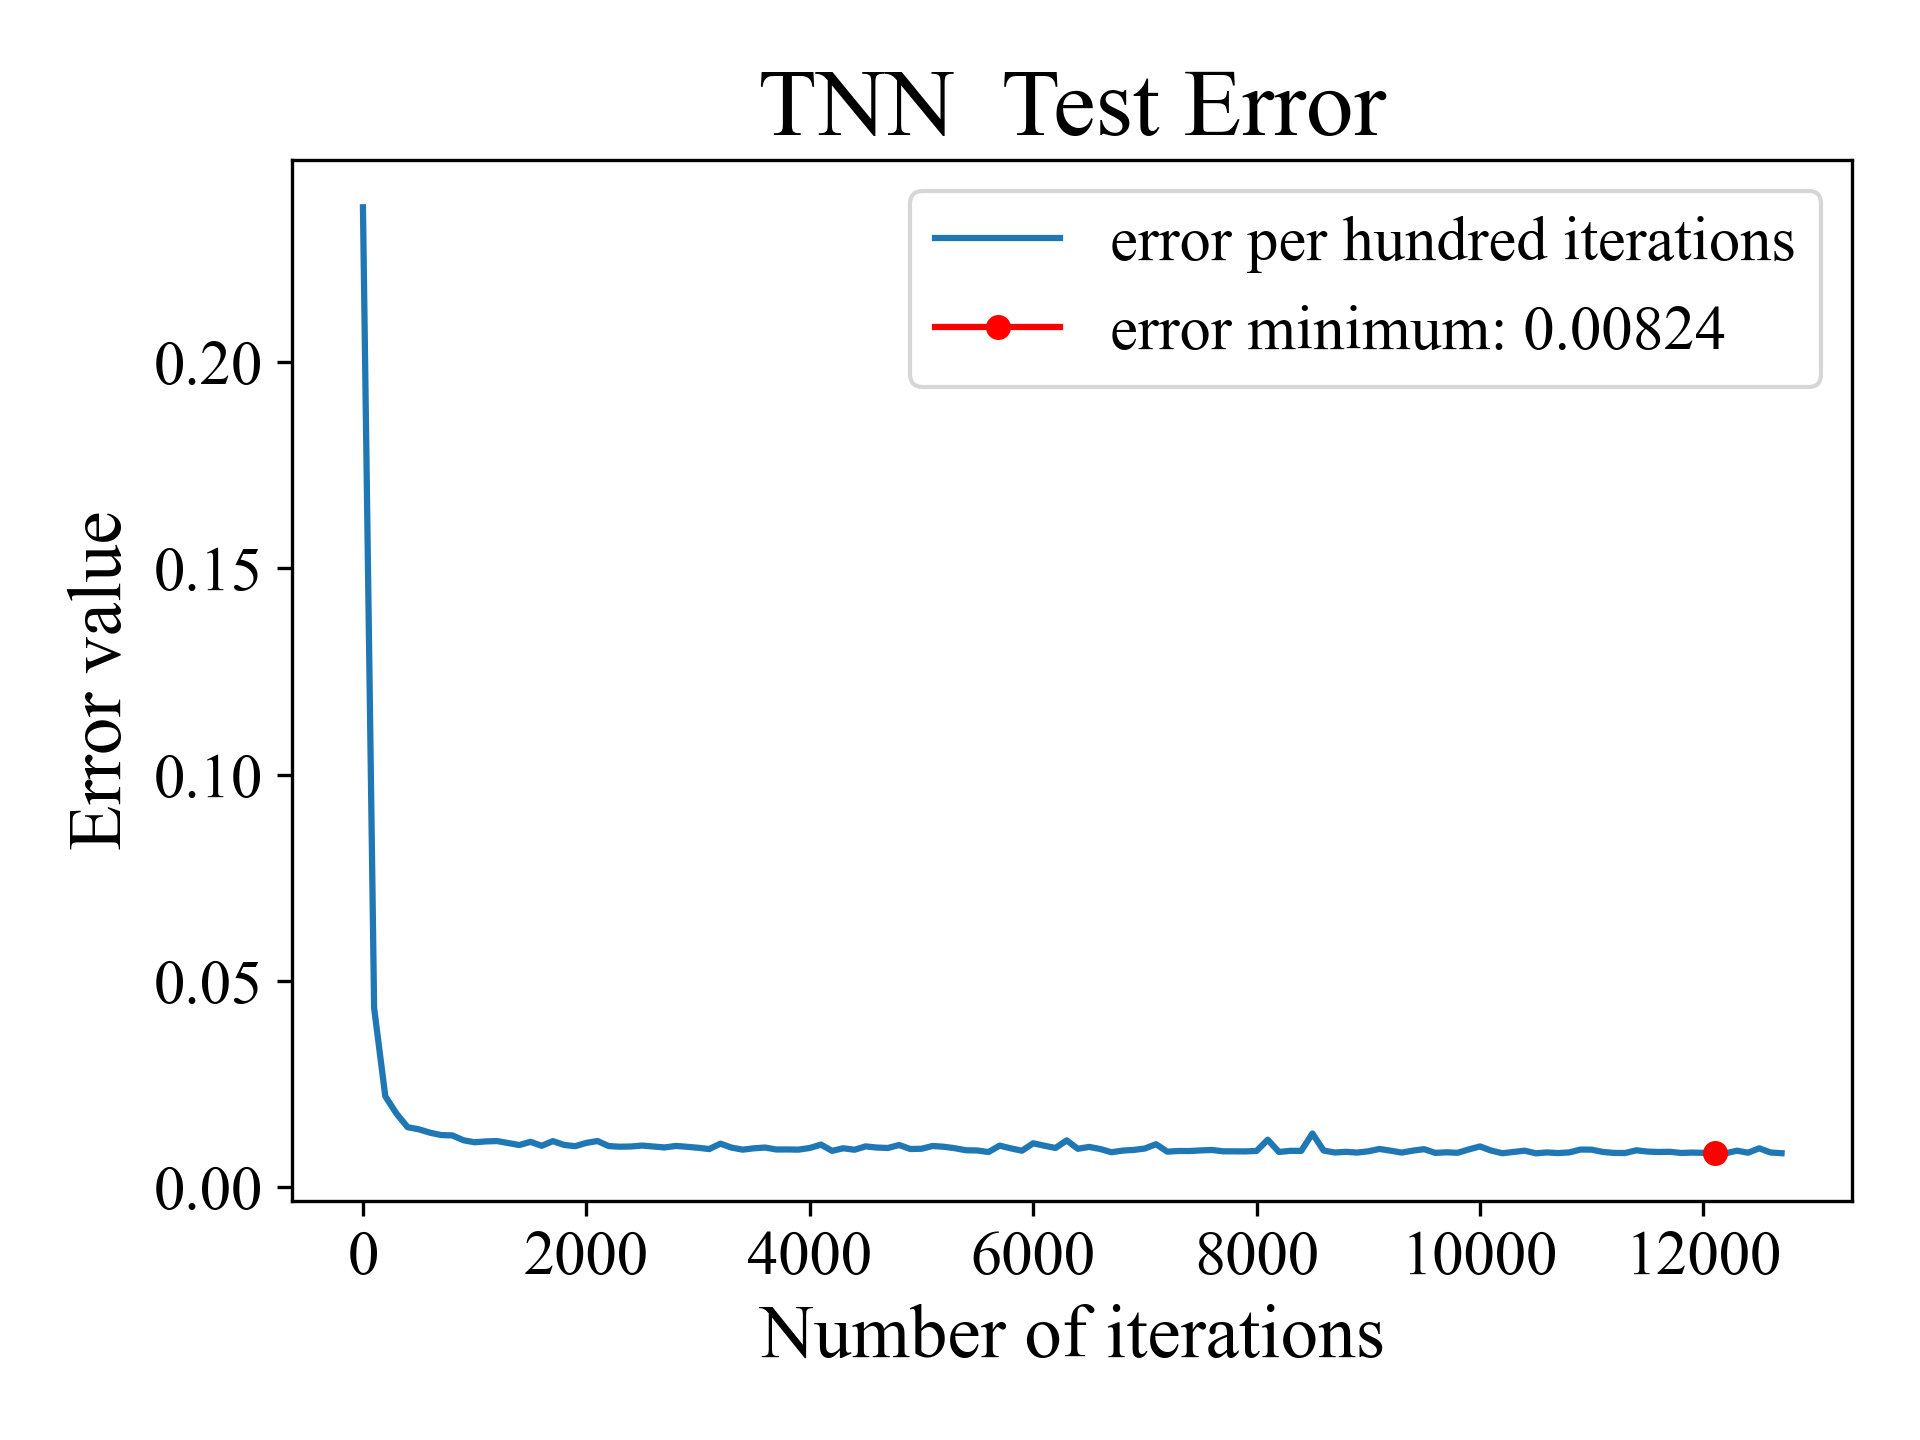 TNN  Test Error
error per hundred iterations
error minimum: 0.00824
Error value
0.20
0.15
0.10
0.05
0.00
0 2000 4000 6000 8000 10000 12000
Number of iterations